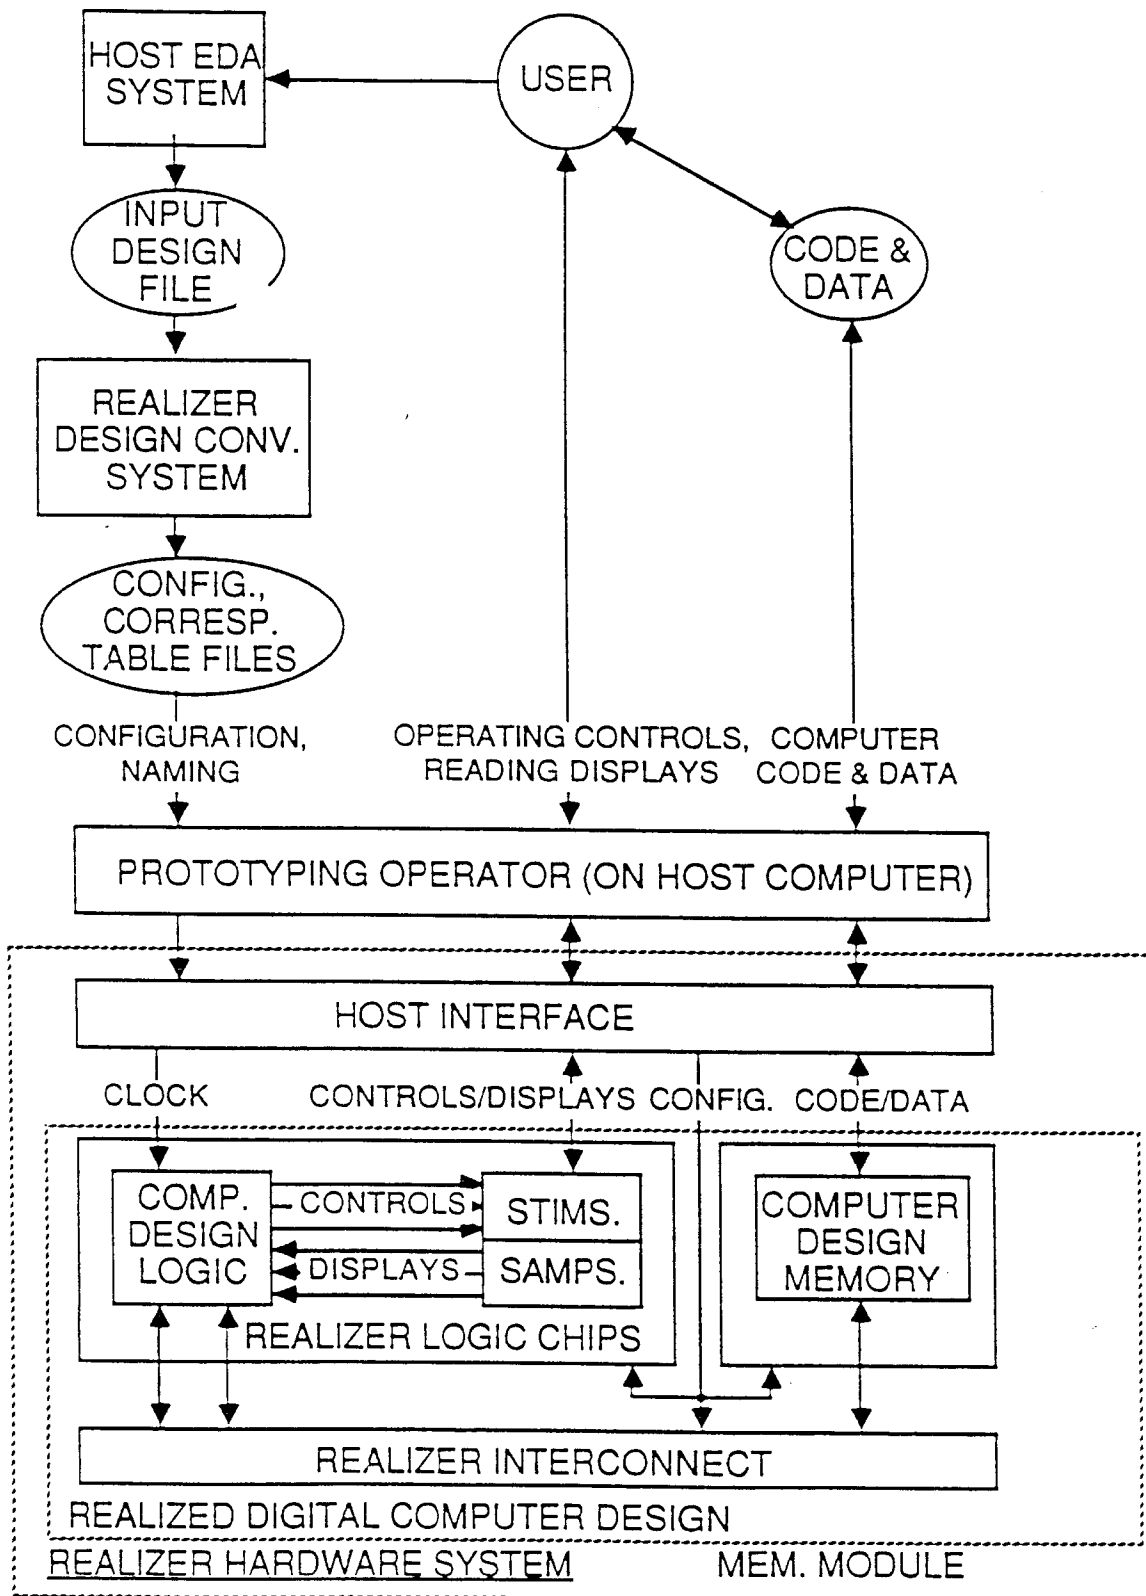 HOST EDA
SYSTEM
USER
INPUT
DESIGN
FILE
CODE &
DATA
REALIZER
DESIGN CONV.
SYSTEM
CONFIG.,
CORRESP.
TABLE FILES
CONFIGURATION,
NAMING
OPERATING CONTROLS,
READING DISPLAYS
COMPUTER
CODE & DATA
PROTOTYPING OPERATOR (ON HOST COMPUTER)
HOST INTERFACE
CLOCK
CONTROLS/DISPLAYS
CONFIG.
CODE/DATA
COMP.
DESIGN
LOGIC
CONTROLS
DISPLAYS
STIMS.
SAMPS.
COMPUTER
DESIGN
MEMORY
REALIZER LOGIC CHIPS
REALIZER INTERCONNECT
REALIZED DIGITAL COMPUTER DESIGN
REALIZER HARDWARE SYSTEM
MEM. MODULE